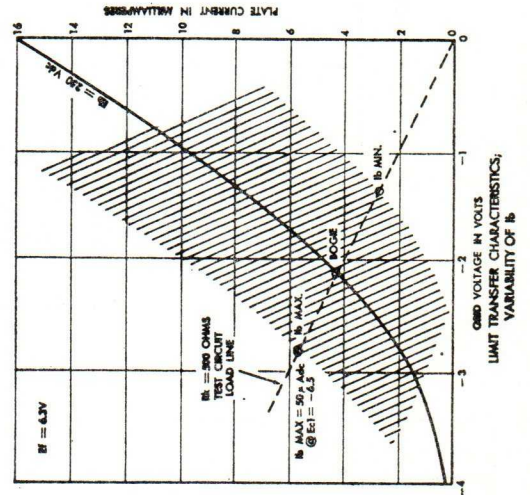 PLATE CURRENT IN MILLIAMPERES
16
14
12
10
8
6
4
2
0
Eb = 250 Vdc
Ef = 6.3V
Rk = 500 OHMS
TEST CIRCUIT
LOAD LINE
Ib MAX = 50 μ Adc
@ Ec1 = -6.5
Ib MAX.
BOGIE
Ib MIN.
-4
-3
-2
-1
0
GRID VOLTAGE IN VOLTS
LIMIT TRANSFER CHARACTERISTICS;
VARIABILITY OF Ib